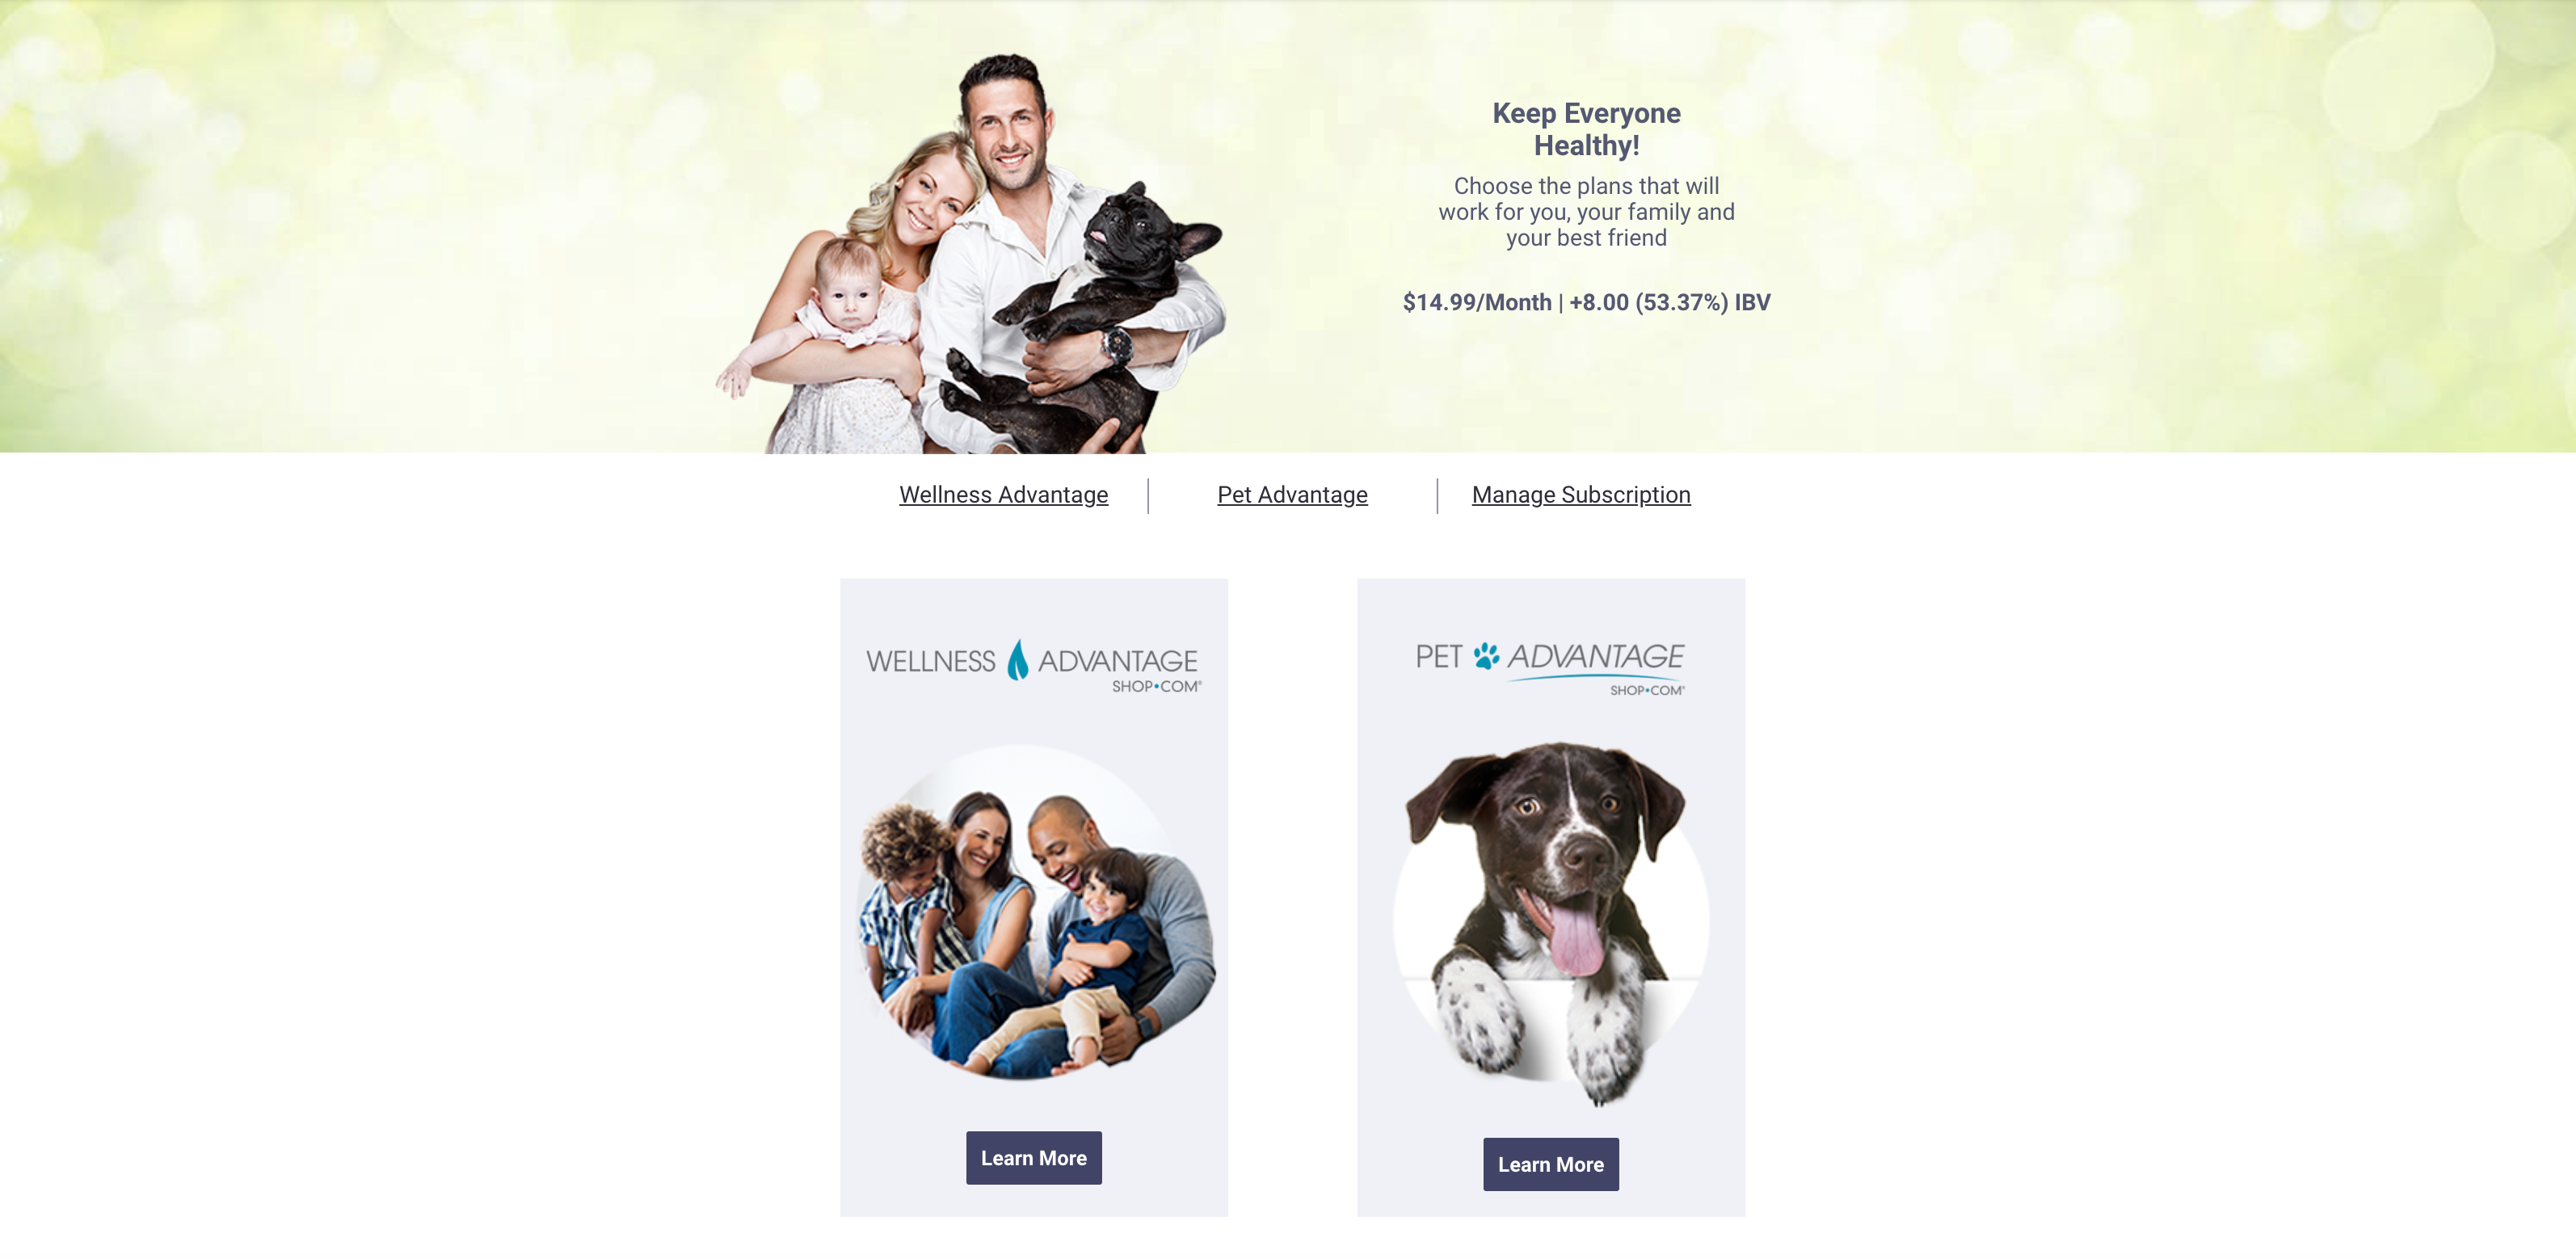 Keep Everyone
Healthy!
Choose the plans that will
work for you, your family and
your best friend
$14.99/Month | +8.00 (53.37%) IBV
Wellness Advantage
Pet Advantage
Manage Subscription
WELLNESS ADVANTAGE
SHOP•COM®
Learn More
PET ADVANTAGE
SHOP•COM®
Learn More